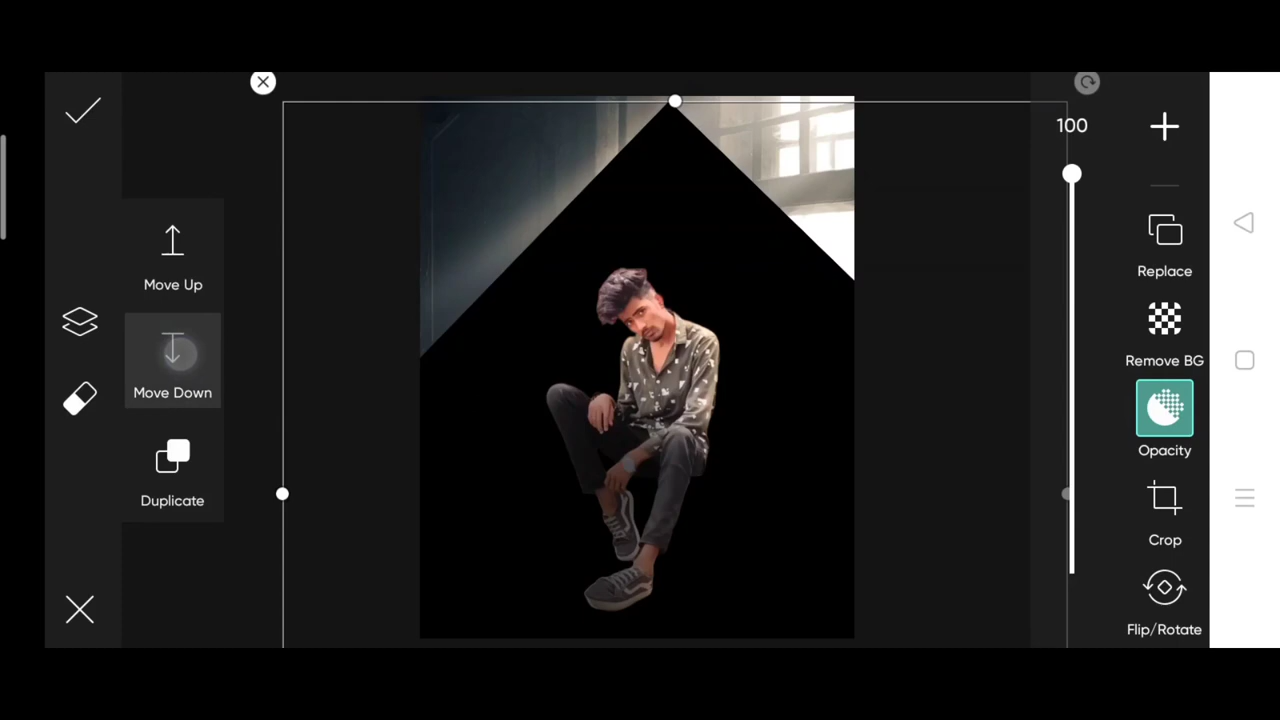 100
Replace
Move Up
Remove BG
Move Down
Opacity
Duplicate
Crop
Flip/Rotate